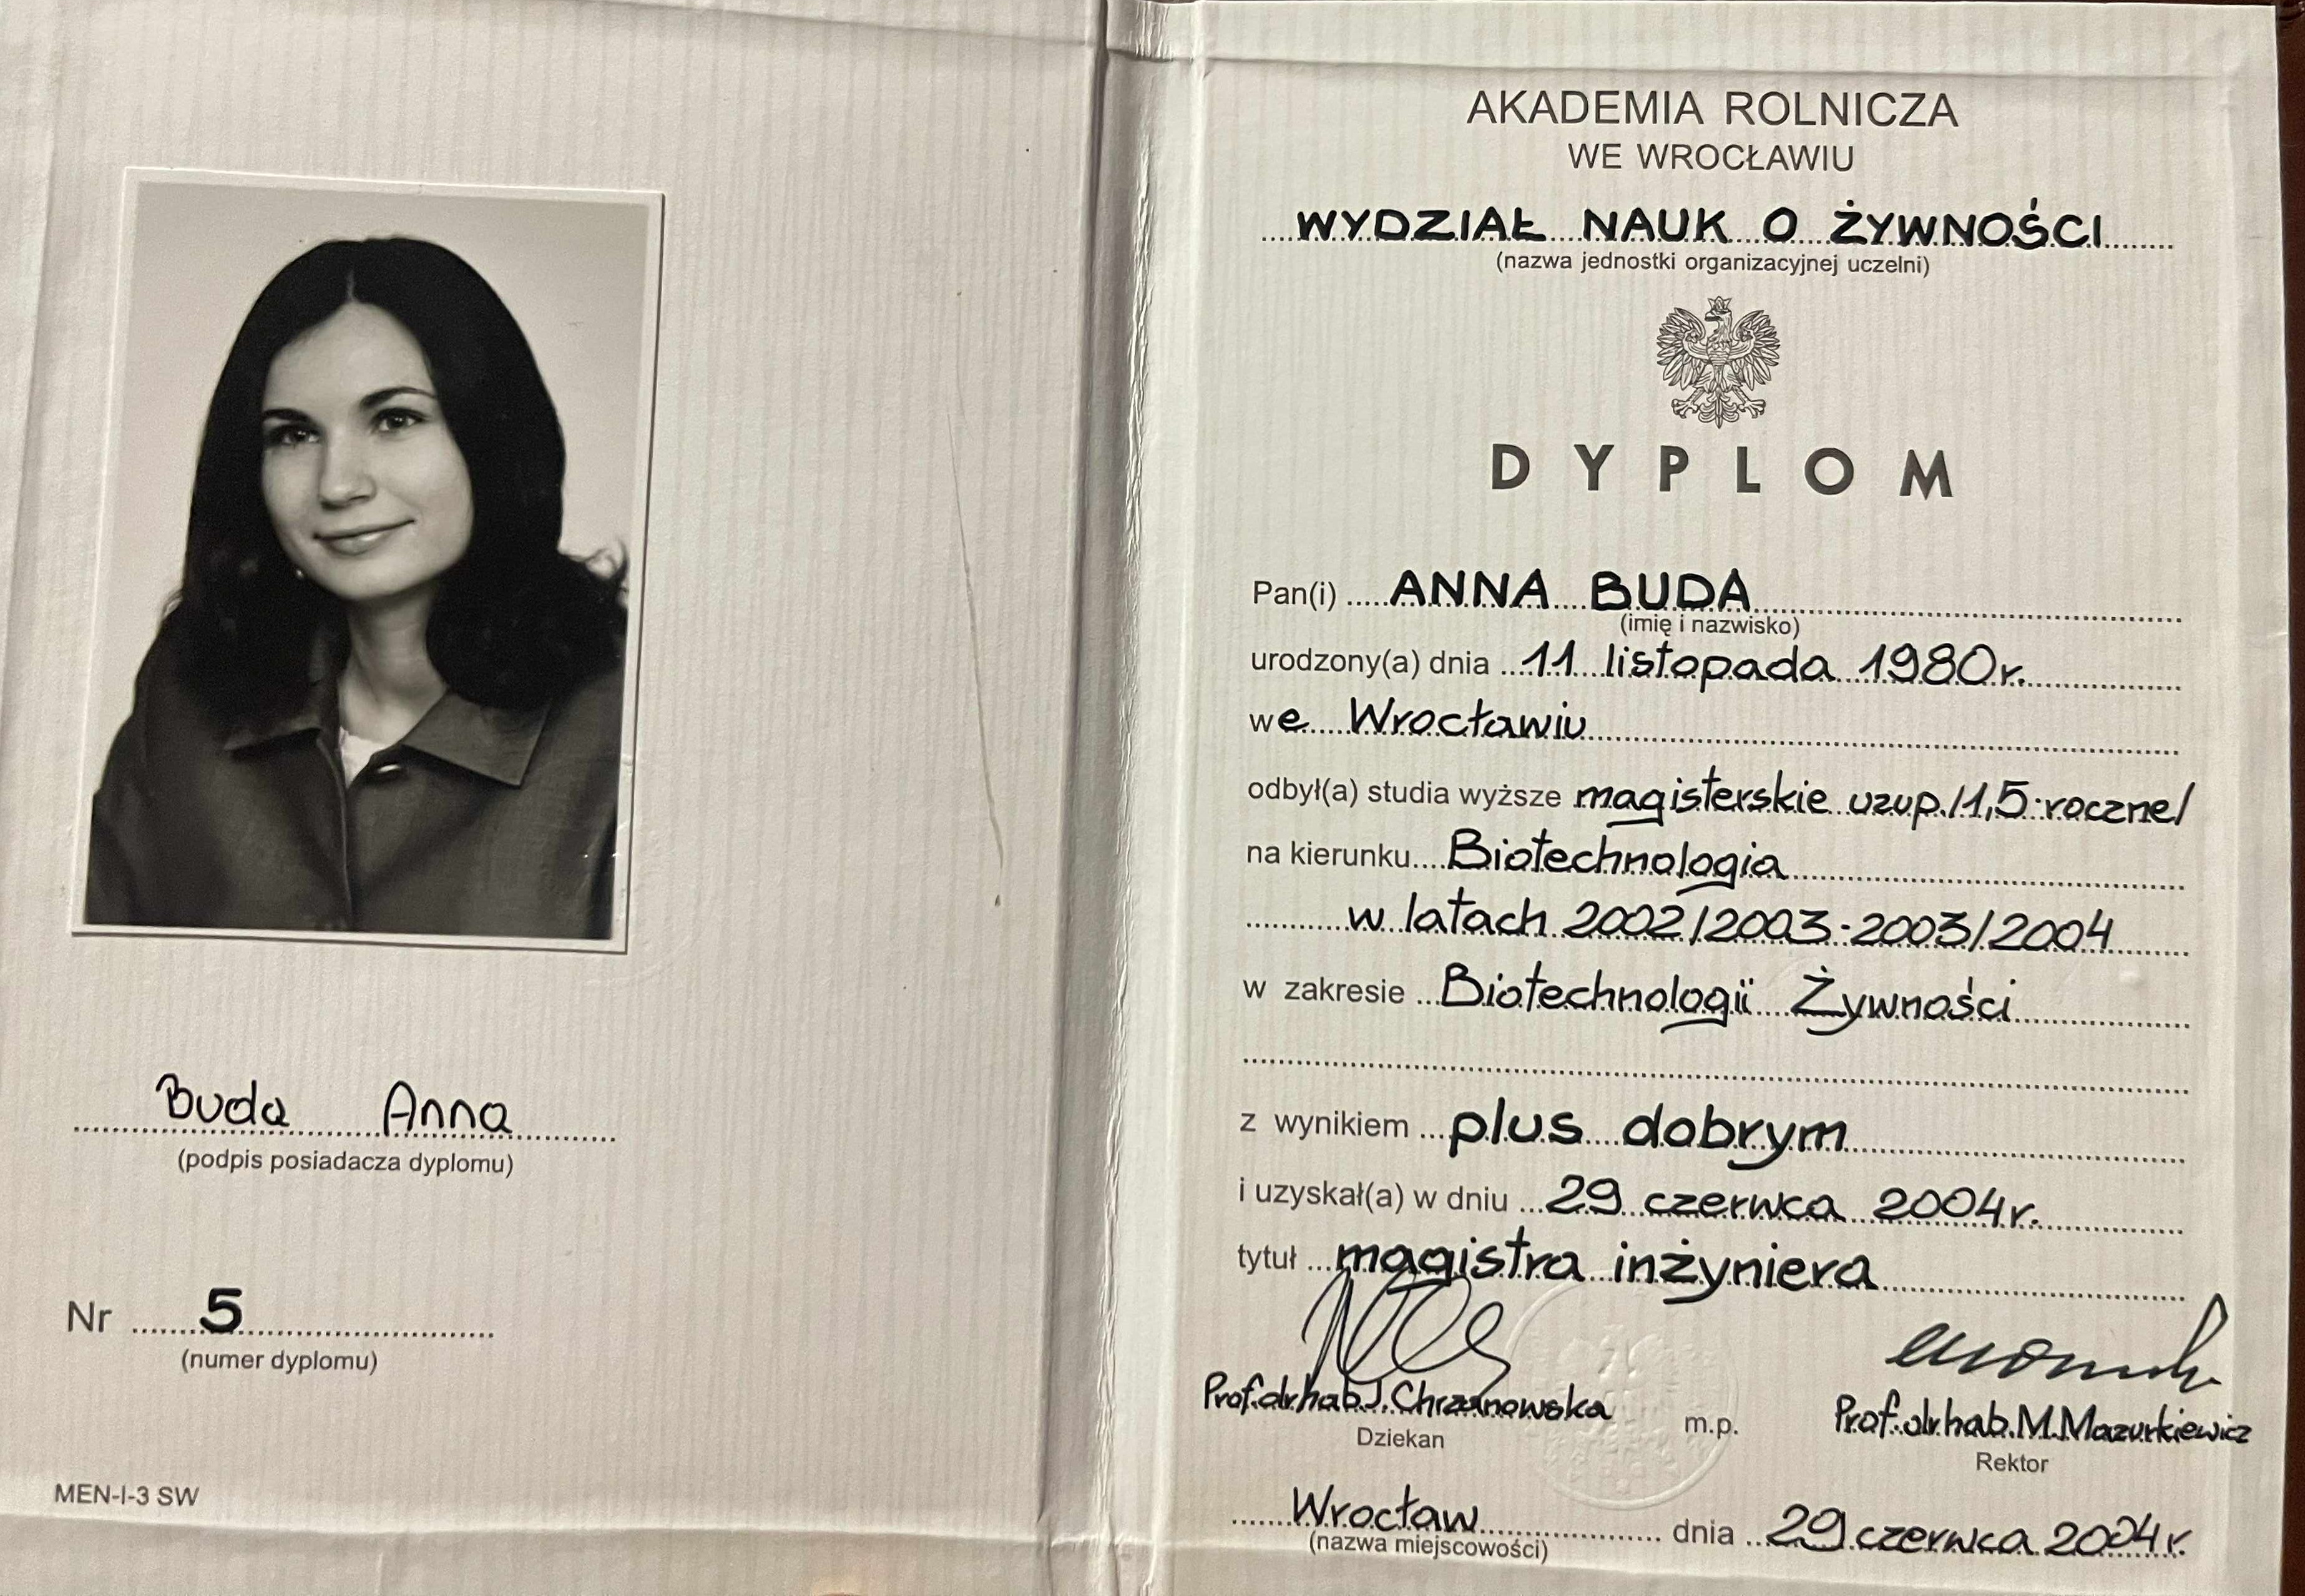 Buda Anna
(podpis posiadacza dyplomu)
Nr 5
(numer dyplomu)
MEN-I-3 SW
AKADEMIA ROLNICZA
WE WROCŁAWIU
WYDZIAŁ NAUK O ŻYWNOŚCI
(nazwa jednostki organizacyjnej uczelni)
DYPLOM
Pan(i) ANNA BUDA
(imię i nazwisko)
urodzony(a) dnia 11 listopada 1980r.
we Wrocławiu
odbył(a) studia wyższe magisterskie uzup./1,5-roczne/
na kierunku Biotechnologia
w latach 2002/2003-2003/2004
w zakresie Biotechnologii Żywności
z wynikiem plus dobrym
i uzyskał(a) w dniu 29 czerwca 2004r.
tytuł magistra inżyniera
Prof.dr.hab.J.Chrzanowska m.p. Prof.dr.hab.M.Mazurkiewicz
Dziekan Rektor
Wrocław dnia 29 czerwca 2004r.
(nazwa miejscowości)